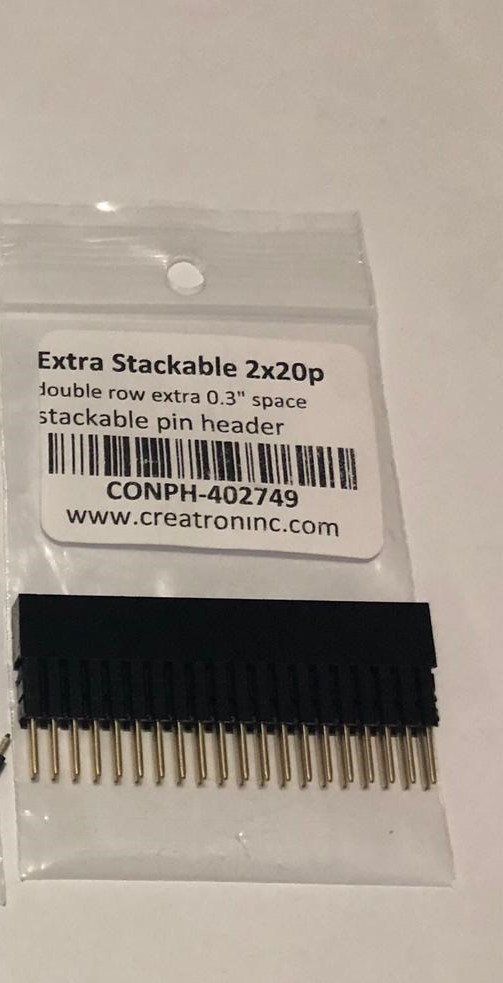 Extra Stackable 2x20p
double row extra 0.3" space
stackable pin header
CONPH-402749
www.creatroninc.com